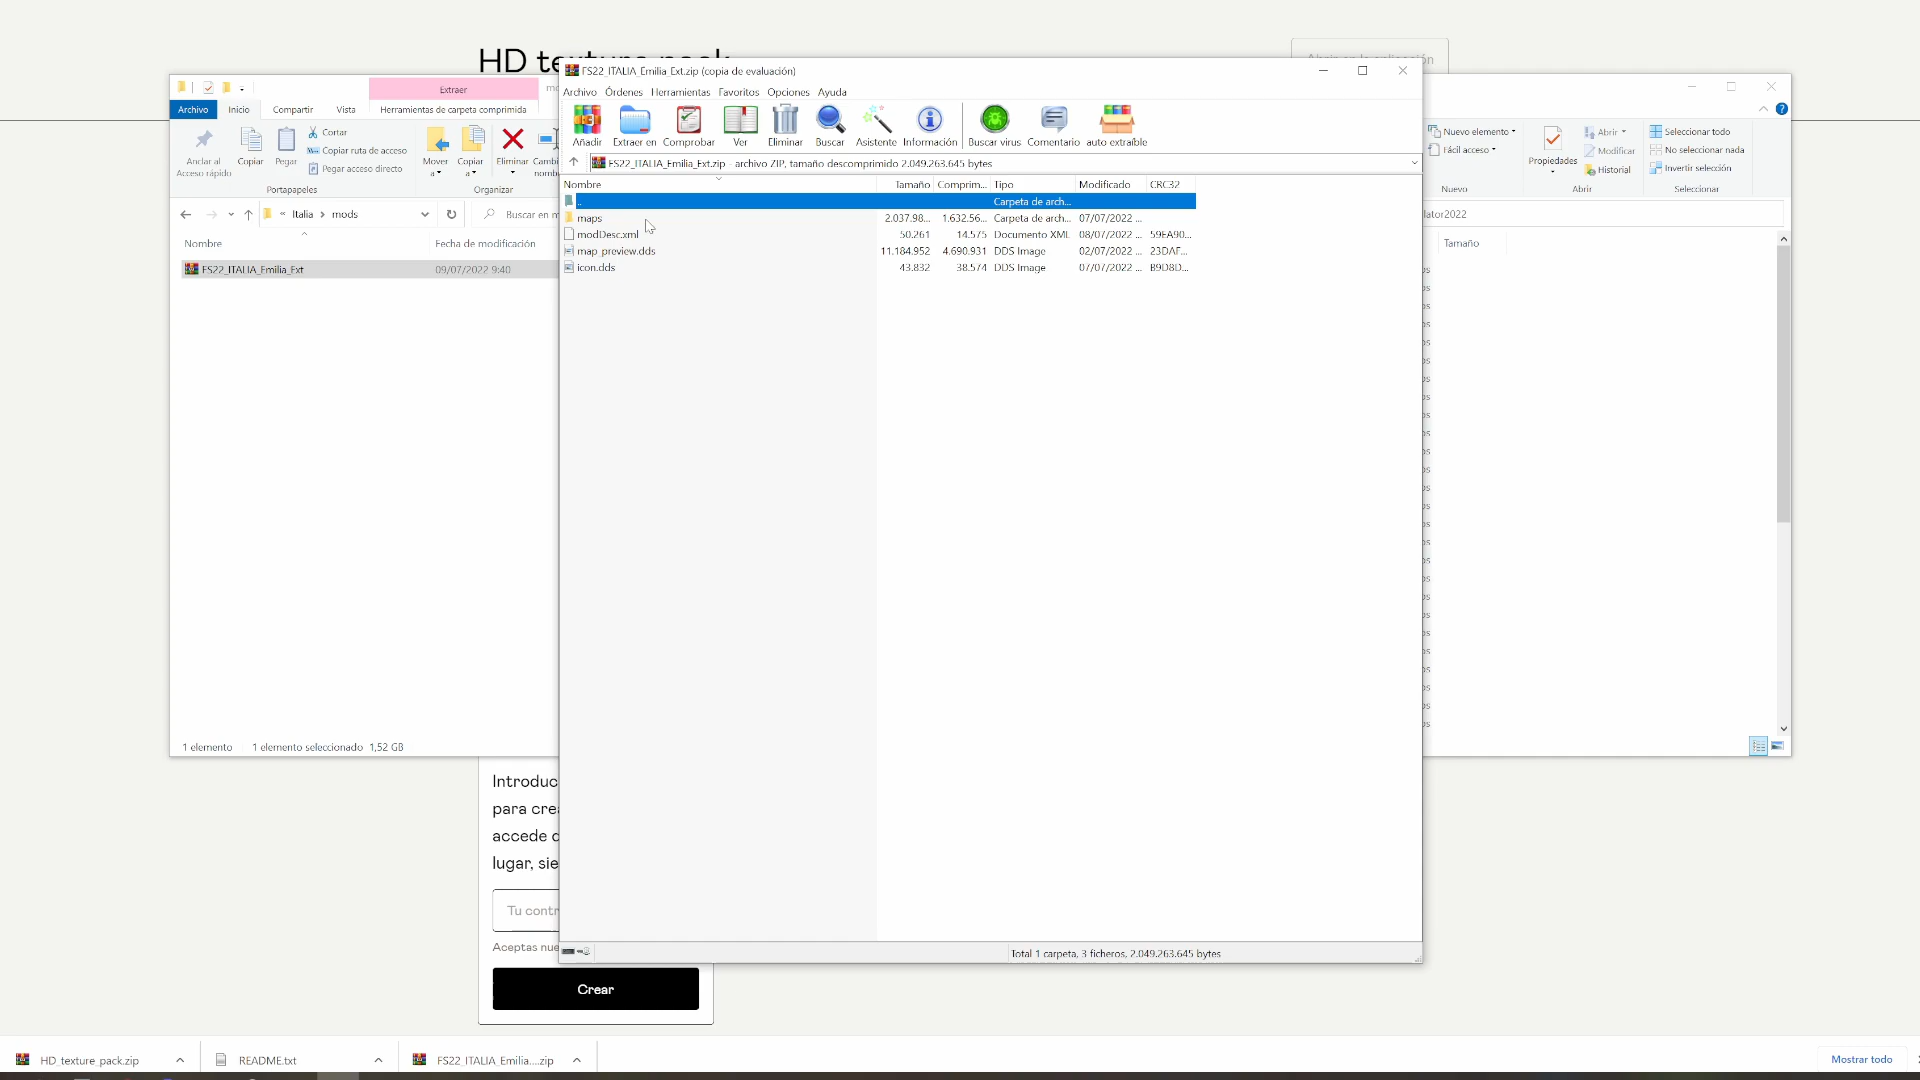 HD texture pack
FS22_ITALIA_Emilia_Ext.zip (copia de evaluación)
Archivo Órdenes Herramientas Favoritos Opciones Ayuda
Añadir Extraer en Comprobar Ver Eliminar Buscar Asistente Información Buscar virus Comentario auto extraíble
FS22_ITALIA_Emilia_Ext.zip - archivo ZIP, tamaño descomprimido 2.049.263.645 bytes
Nombre Tamaño Comprim... Tipo Modificado CRC32
.. Carpeta de arch...
maps 2.037.98... 1.632.56... Carpeta de arch... 07/07/2022 ...
modDesc.xml 50.261 14.575 Documento XML 08/07/2022 ... 59EA90...
map_preview.dds 11.184.952 4.690.931 DDS Image 02/07/2022 ... 23DAF...
icon.dds 43.832 38.574 DDS Image 07/07/2022 ... B9D8D...
Total 1 carpeta, 3 ficheros, 2.049.263.645 bytes
Extraer
Archivo Inicio Compartir Vista Herramientas de carpeta comprimida
Anclar al
Acceso rápido
Copiar
Pegar
Cortar
Copiar ruta de acceso
Pegar acceso directo
Mover
a
Copiar
a
Eliminar
Portapapeles Organizar
« Italia > mods
Buscar en m
Nombre Fecha de modificación
FS22_ITALIA_Emilia_Ext 09/07/2022 9:40
1 elemento 1 elemento seleccionado 1,52 GB
Nuevo elemento
Fácil acceso
Nuevo
Propiedades
Abrir
Modificar
Historial
Abrir
Seleccionar todo
No seleccionar nada
Invertir selección
Seleccionar
lator2022
Tamaño
Introduc
para crea
accede d
lugar, sie
Tu contr
Aceptas nue
Crear
HD_texture_pack.zip
README.txt
FS22_ITALIA_Emilia....zip
Mostrar todo